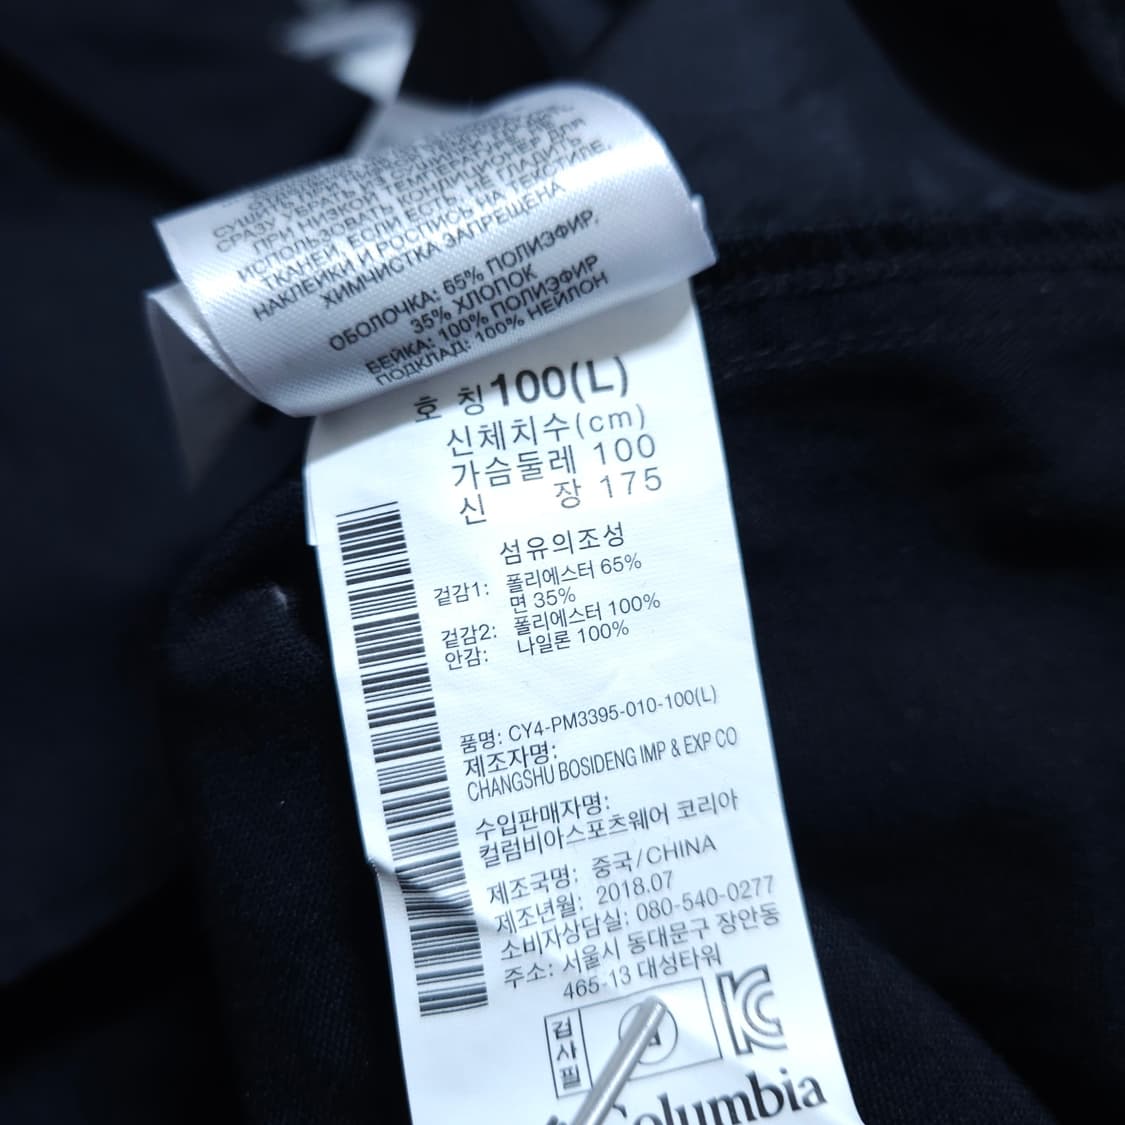 СУШИТЬ
СРАЗУ УБРАТЬ И СУШИТЬ
ПРИ НИЗКОЙ ТЕМПЕРАТУРЕ. НЕ
ИСПОЛЬЗОВАТЬ КОНДИЦИОНЕР ДЛЯ
ТКАНЕЙ, ЕСЛИ ЕСТЬ, НЕ ГЛАДИТЬ
НАКЛЕЙКИ И РОСПИСЬ НА ТЕКСТИЛЕ.
ХИМЧИСТКА ЗАПРЕЩЕНА
ОБОЛОЧКА: 65% ПОЛИЭФИР,
35% ХЛОПОК
БЕЙКА: 100% ПОЛИЭФИР
ПОДКЛАД: 100% НЕЙЛОН
호 칭 100(L)
신체치수(cm)
가슴둘레 100
신 장 175
섬유의조성
겉감1: 폴리에스터 65%
면 35%
겉감2: 폴리에스터 100%
안감: 나일론 100%
품명: CY4-PM3395-010-100(L)
제조자명:
CHANGSHU BOSIDENG IMP & EXP CO
수입판매자명:
컬럼비아스포츠웨어 코리아
제조국명: 중국/CHINA
제조년월: 2018.07
소비자상담실: 080-540-0277
주소: 서울시 동대문구 장안동
465-13 대성타워
검사필
Columbia